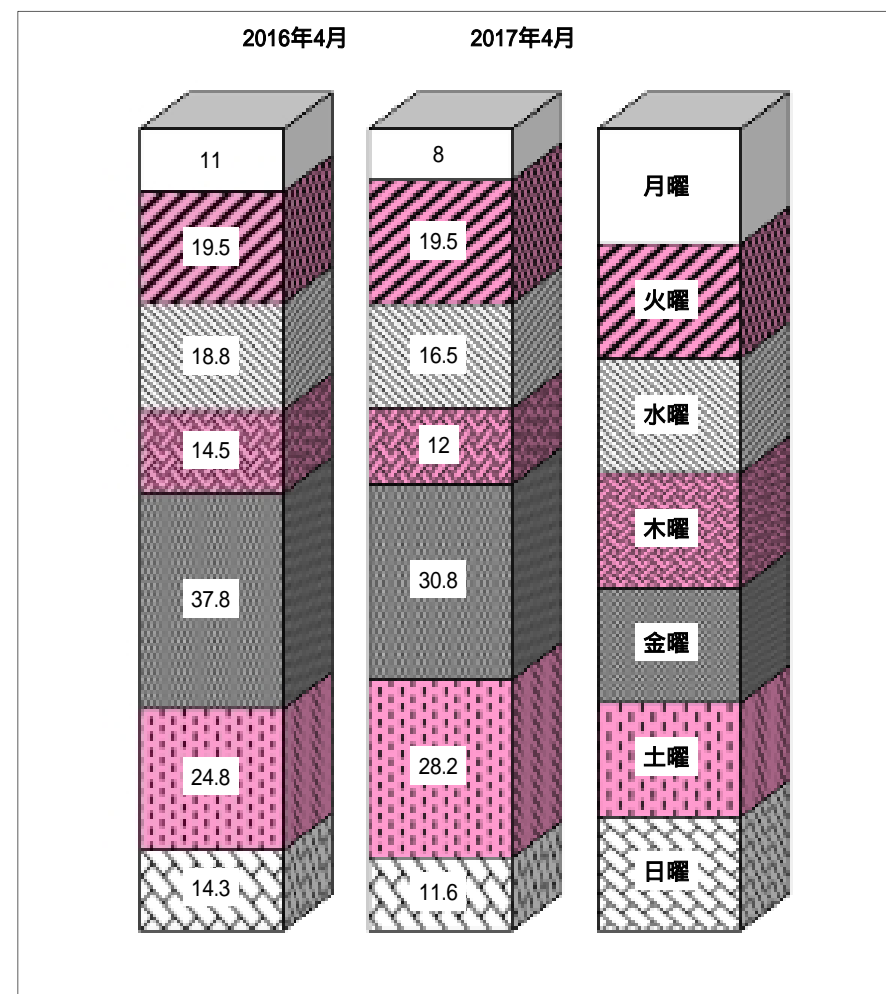 2016年4月 2017年4月
11 8 月曜
19.5 19.5 火曜
18.8 16.5 水曜
14.5 12 木曜
37.8 30.8 金曜
24.8 28.2 土曜
14.3 11.6 日曜